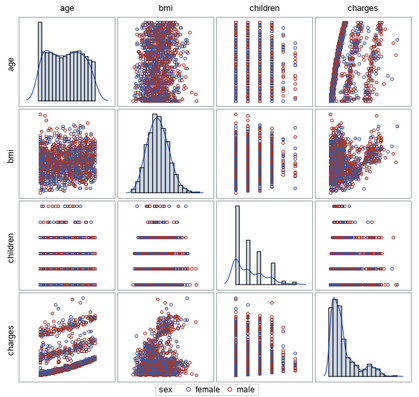 age bmi children charges
age
bmi
children
charges
sex female male